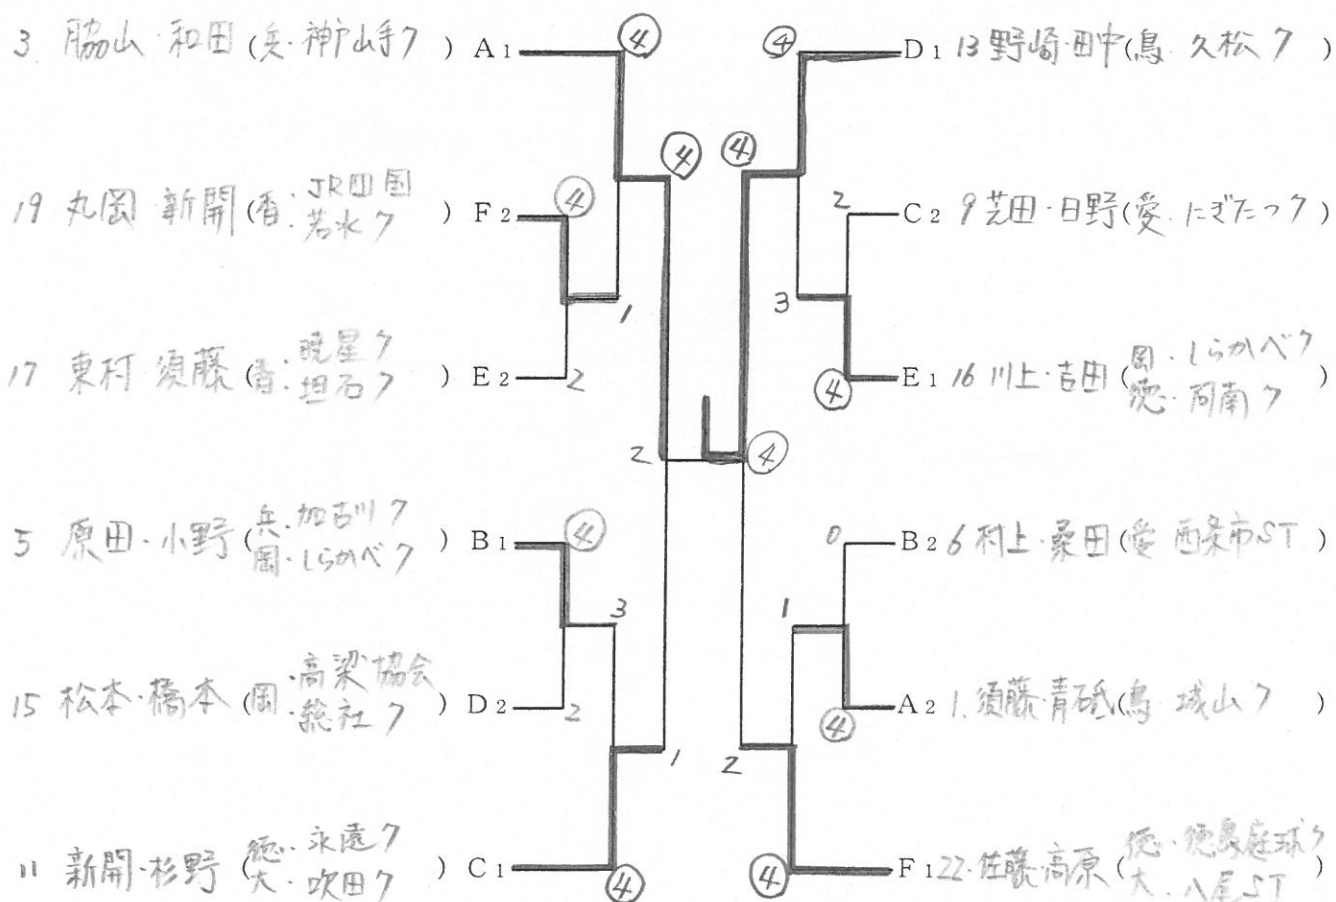 3 脇山・和田 (兵・神戸山手ク) A1 ④
④ D1 13 野崎・田中 (鳥・久松ク)
④ ④
19 丸岡・新開 (香・JR四国
・若水ク) F2 ④
2 C2 9 芝田・日野 (愛・にぎたつク)
1 3
17 東村・須藤 (香・暁星ク
・坦石ク) E2 2
④ E1 16 川上・吉田 (岡・しらかべク
徳・阿南ク)
2 ④
5 原田・小野 (兵・加古川ク
岡・しらかべク) B1 ④
0 B2 6 村上・桑田 (愛 西条市ST)
3 1
15 松本・橋本 (岡・高梁協会
・総社ク) D2 2
④ A2 1. 須藤・青砥 (鳥・城山ク)
1 2
11 新開・杉野 (徳・永遠ク
大・吹田ク) C1 ④
④ F1 22 佐藤・高原 (徳・徳島庭球ク
大・八尾ST)